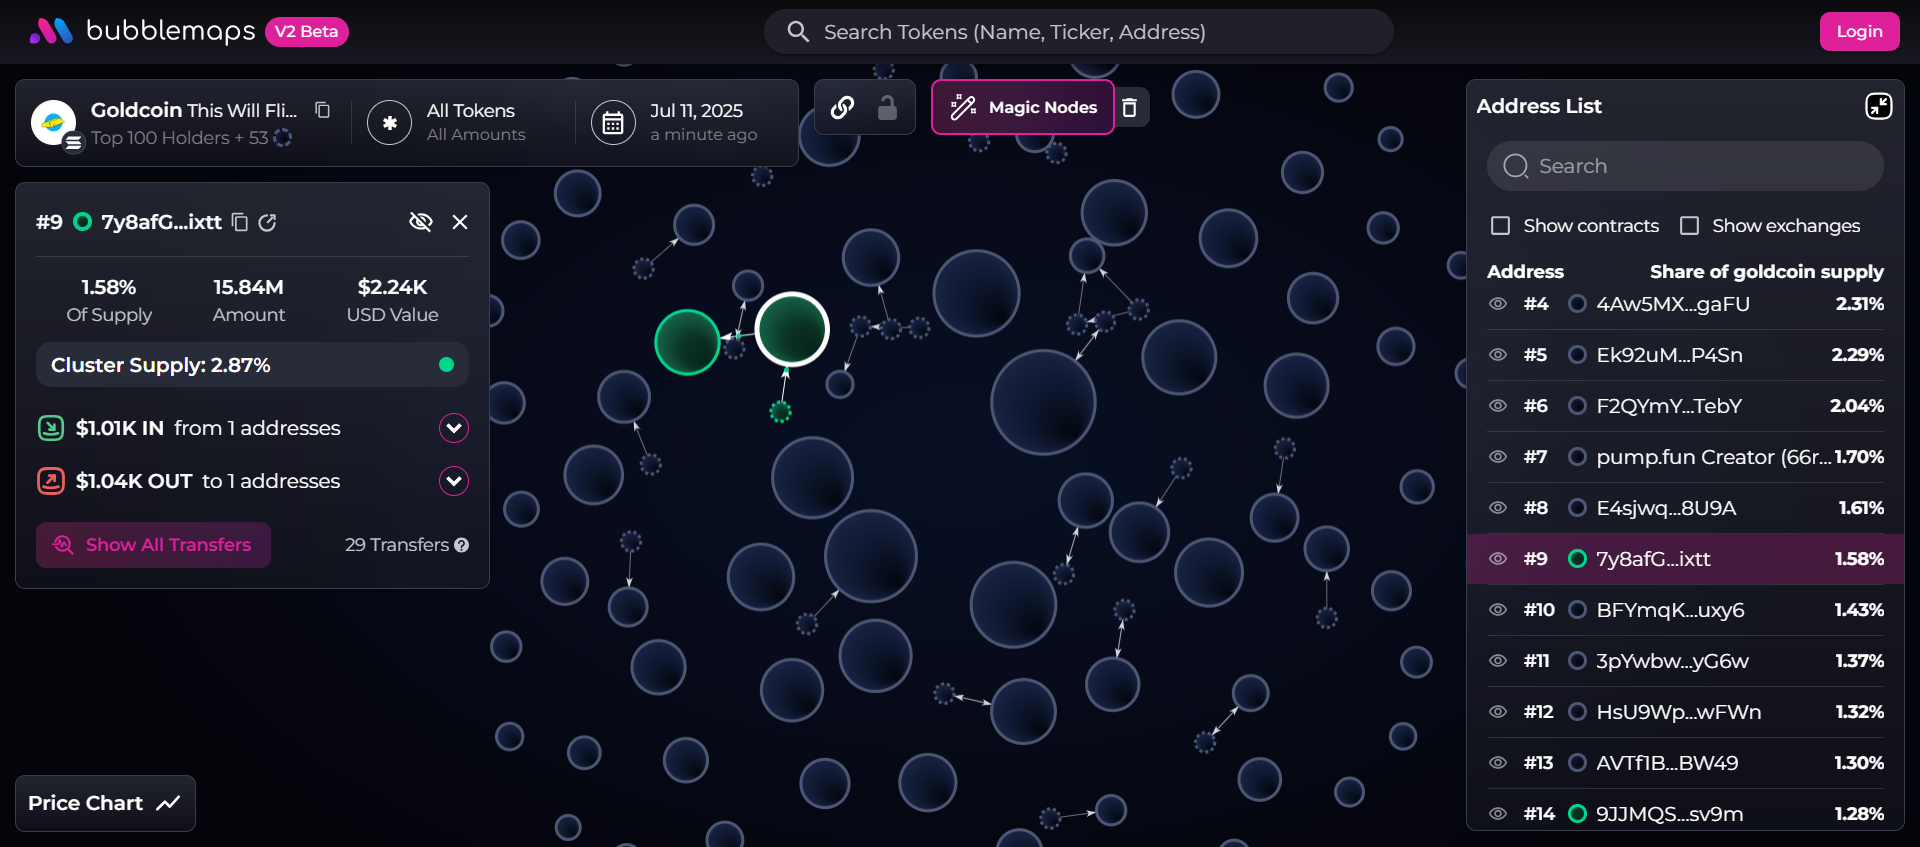 bubblemaps V2 Beta
Search Tokens (Name, Ticker, Address)
Login
Goldcoin This Will Fli...
Top 100 Holders + 53
All Tokens
All Amounts
Jul 11, 2025
a minute ago
Magic Nodes
#9 7y8afG...ixtt
1.58% 15.84M $2.24K
Of Supply Amount USD Value
Cluster Supply: 2.87%
$1.01K IN from 1 addresses
$1.04K OUT to 1 addresses
Show All Transfers 29 Transfers ?
Price Chart
Address List
Search
Show contracts Show exchanges
Address Share of goldcoin supply
#4 4Aw5MX...gaFU 2.31%
#5 Ek92uM...P4Sn 2.29%
#6 F2QYmY...TebY 2.04%
#7 pump.fun Creator (66r... 1.70%
#8 E4sjwq...8U9A 1.61%
#9 7y8afG...ixtt 1.58%
#10 BFYmqK...uxy6 1.43%
#11 3pYwbw...yG6w 1.37%
#12 HsU9Wp...wFWn 1.32%
#13 AVTf1B...BW49 1.30%
#14 9JJMQS...sv9m 1.28%